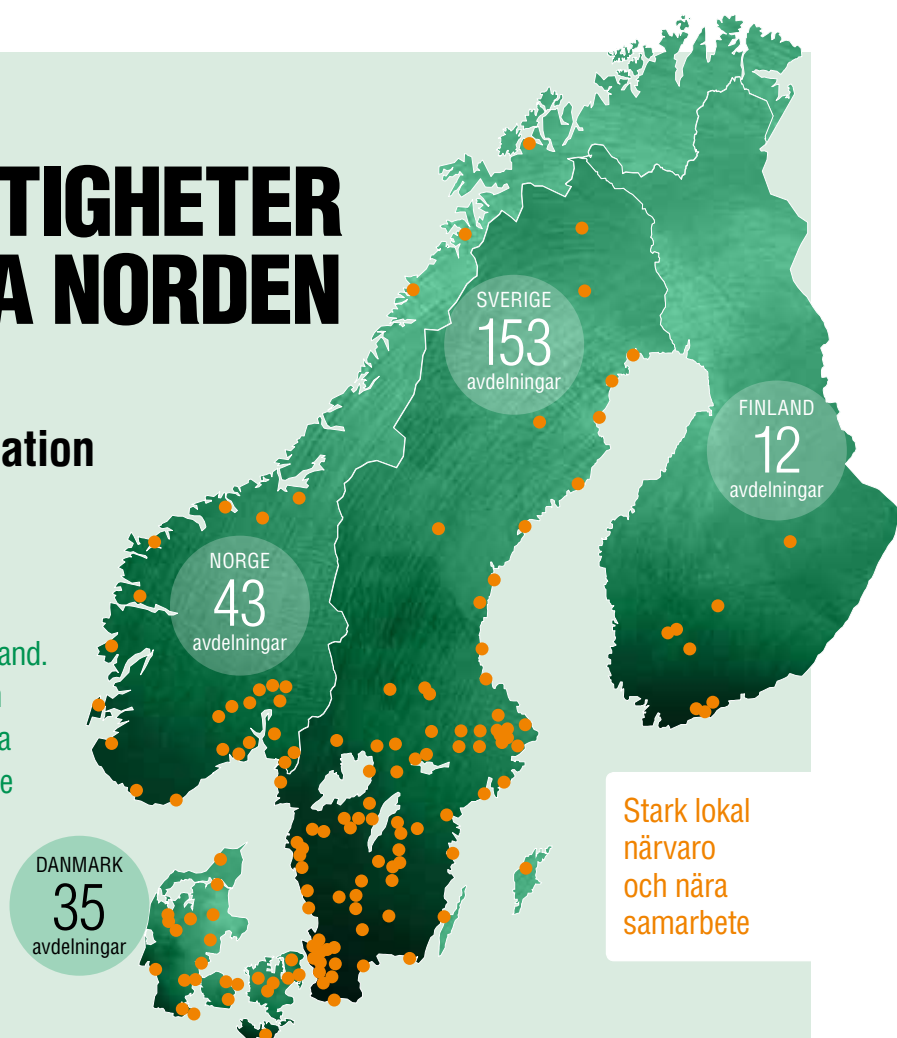 TIGHETER
A NORDEN
ation
and.
a
e
SVERIGE
153
avdelningar
FINLAND
12
avdelningar
NORGE
43
avdelningar
DANMARK
35
avdelningar
Stark lokal
närvaro
och nära
samarbete